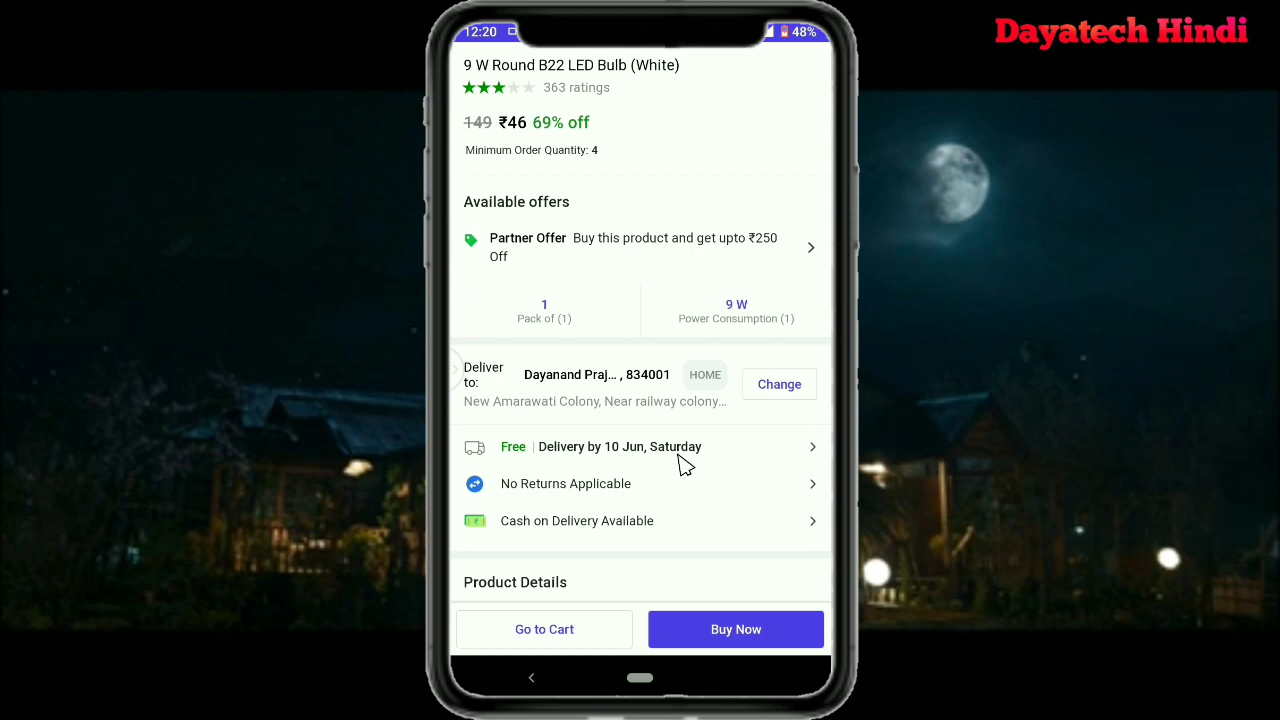 Dayatech Hindi
12:20 48%
9 W Round B22 LED Bulb (White)
363 ratings
149 ₹46 69% off
Minimum Order Quantity: 4
Available offers
Partner Offer Buy this product and get upto ₹250
Off
1
Pack of (1)
9 W
Power Consumption (1)
Deliver
to:
Dayanand Praj... , 834001 HOME
Change
New Amarawati Colony, Near railway colony...
Free Delivery by 10 Jun, Saturday
No Returns Applicable
Cash on Delivery Available
Product Details
Go to Cart Buy Now